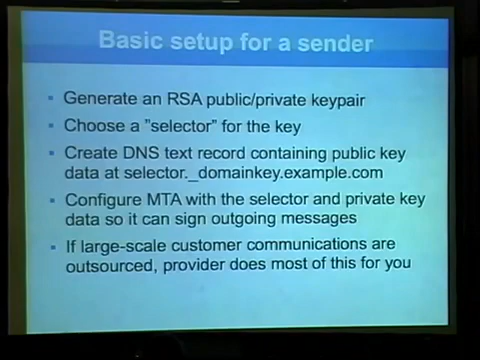 Basic setup for a sender
▪ Generate an RSA public/private keypair
▪ Choose a ”selector” for the key
▪ Create DNS text record containing public key
data at selector._domainkey.example.com
▪ Configure MTA with the selector and private key
data so it can sign outgoing messages
▪ If large-scale customer communications are
outsourced, provider does most of this for you